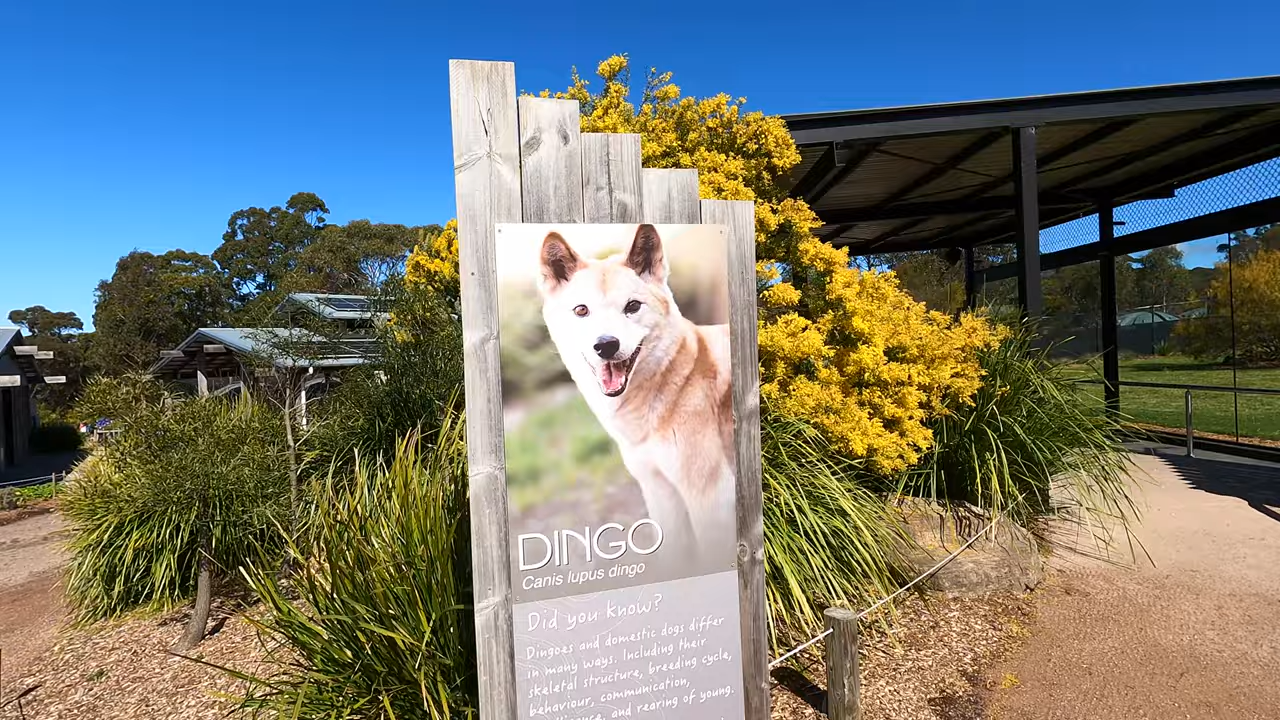 DINGO
Canis lupus dingo
Did you know?
Dingoes and domestic dogs differ
in many ways. Including their
skeletal structure, breeding cycle,
behaviour, communication,
and rearing of young.